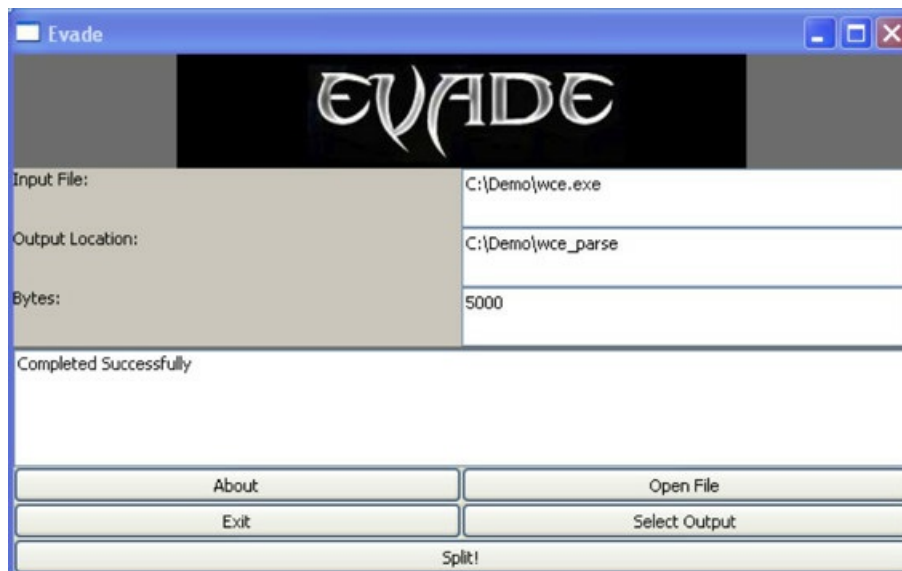 Evade
EVADE
Input File:
C:\Demo\wce.exe
Output Location:
C:\Demo\wce_parse
Bytes:
5000
Completed Successfully
About
Open File
Exit
Select Output
Split!